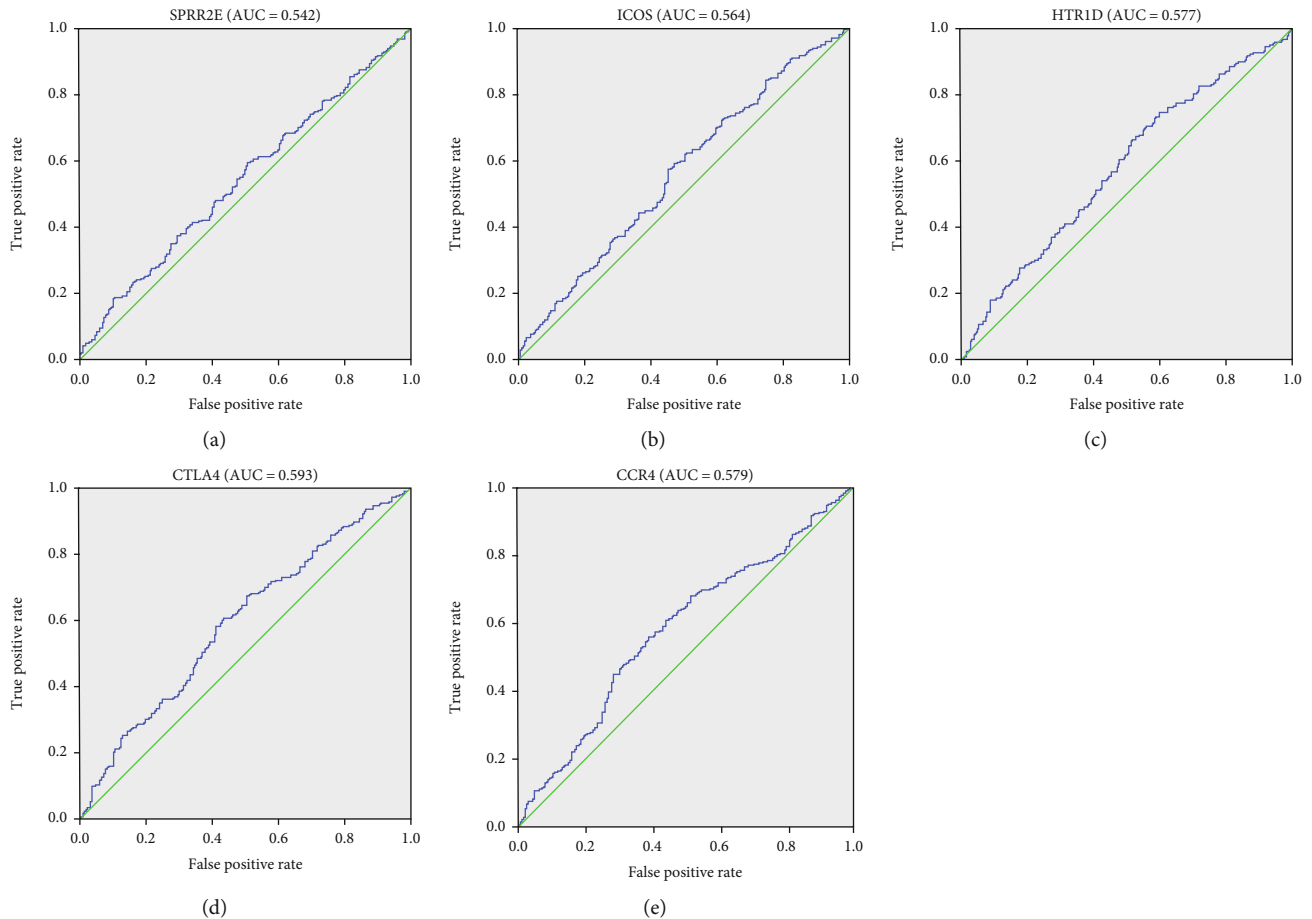 SPRR2E (AUC = 0.542)
1.0
0.8
0.6
0.4
0.2
0.0
True positive rate
0.0 0.2 0.4 0.6 0.8 1.0
False positive rate
(a)
ICOS (AUC = 0.564)
1.0
0.8
0.6
0.4
0.2
0.0
True positive rate
0.0 0.2 0.4 0.6 0.8 1.0
False positive rate
(b)
HTR1D (AUC = 0.577)
1.0
0.8
0.6
0.4
0.2
0.0
True positive rate
0.0 0.2 0.4 0.6 0.8 1.0
False positive rate
(c)
CTLA4 (AUC = 0.593)
1.0
0.8
0.6
0.4
0.2
0.0
True positive rate
0.0 0.2 0.4 0.6 0.8 1.0
False positive rate
(d)
CCR4 (AUC = 0.579)
1.0
0.8
0.6
0.4
0.2
0.0
True positive rate
0.0 0.2 0.4 0.6 0.8 1.0
False positive rate
(e)